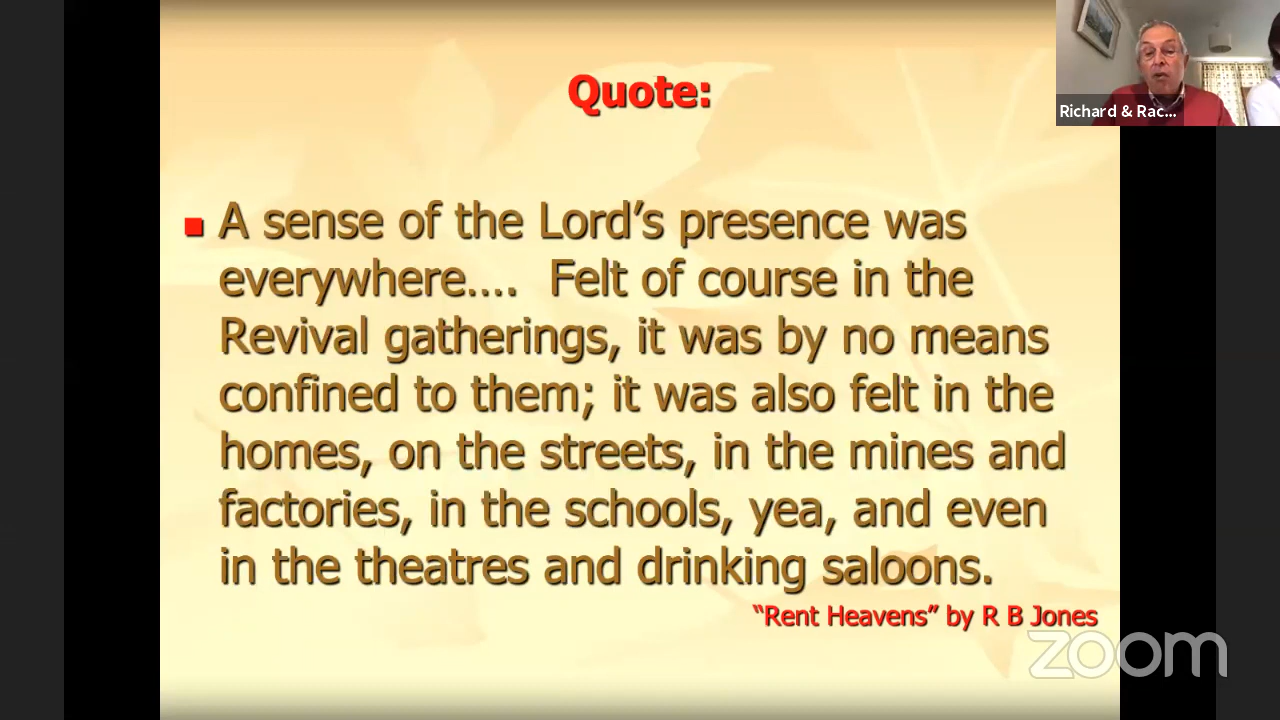 Quote:
Richard & Rac...
A sense of the Lord’s presence was
everywhere…. Felt of course in the
Revival gatherings, it was by no means
confined to them; it was also felt in the
homes, on the streets, in the mines and
factories, in the schools, yea, and even
in the theatres and drinking saloons.
“Rent Heavens” by R B Jones
zoom